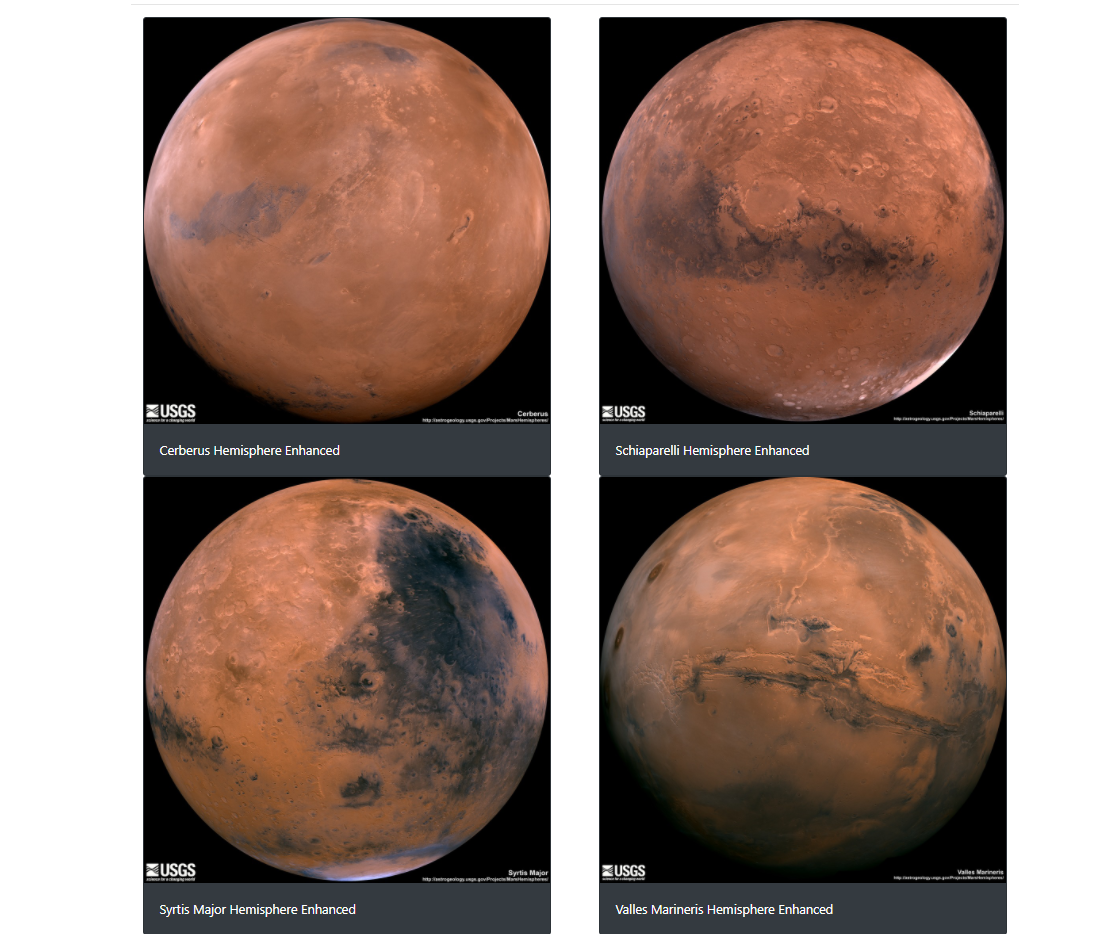 USGS
science for a changing world
Cerberus
http://astrogeology.usgs.gov/Projects/MarsHemispheres/
Cerberus Hemisphere Enhanced
USGS
science for a changing world
Schiaparelli
http://astrogeology.usgs.gov/Projects/MarsHemispheres/
Schiaparelli Hemisphere Enhanced
USGS
science for a changing world
Syrtis Major
http://astrogeology.usgs.gov/Projects/MarsHemispheres/
Syrtis Major Hemisphere Enhanced
USGS
science for a changing world
Valles Marineris
http://astrogeology.usgs.gov/Projects/MarsHemispheres/
Valles Marineris Hemisphere Enhanced